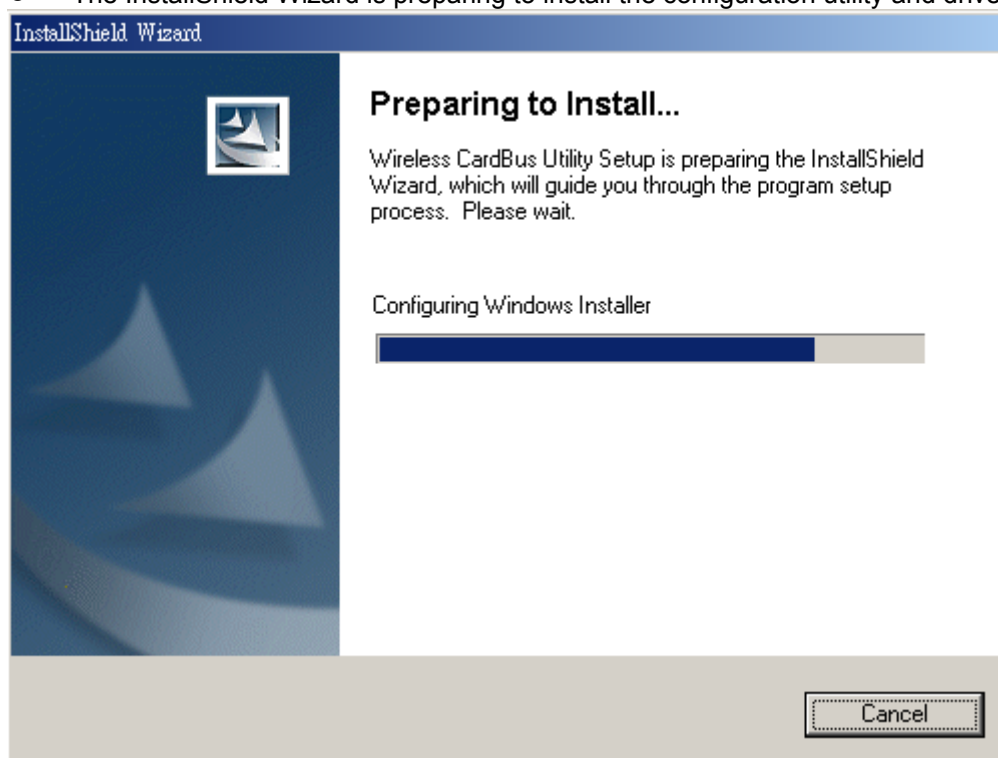 The InstallShield Wizard is preparing to install the configuration utility and drive
InstallShield Wizard
Preparing to Install...
Wireless CardBus Utility Setup is preparing the InstallShield
Wizard, which will guide you through the program setup
process. Please wait.
Configuring Windows Installer
Cancel